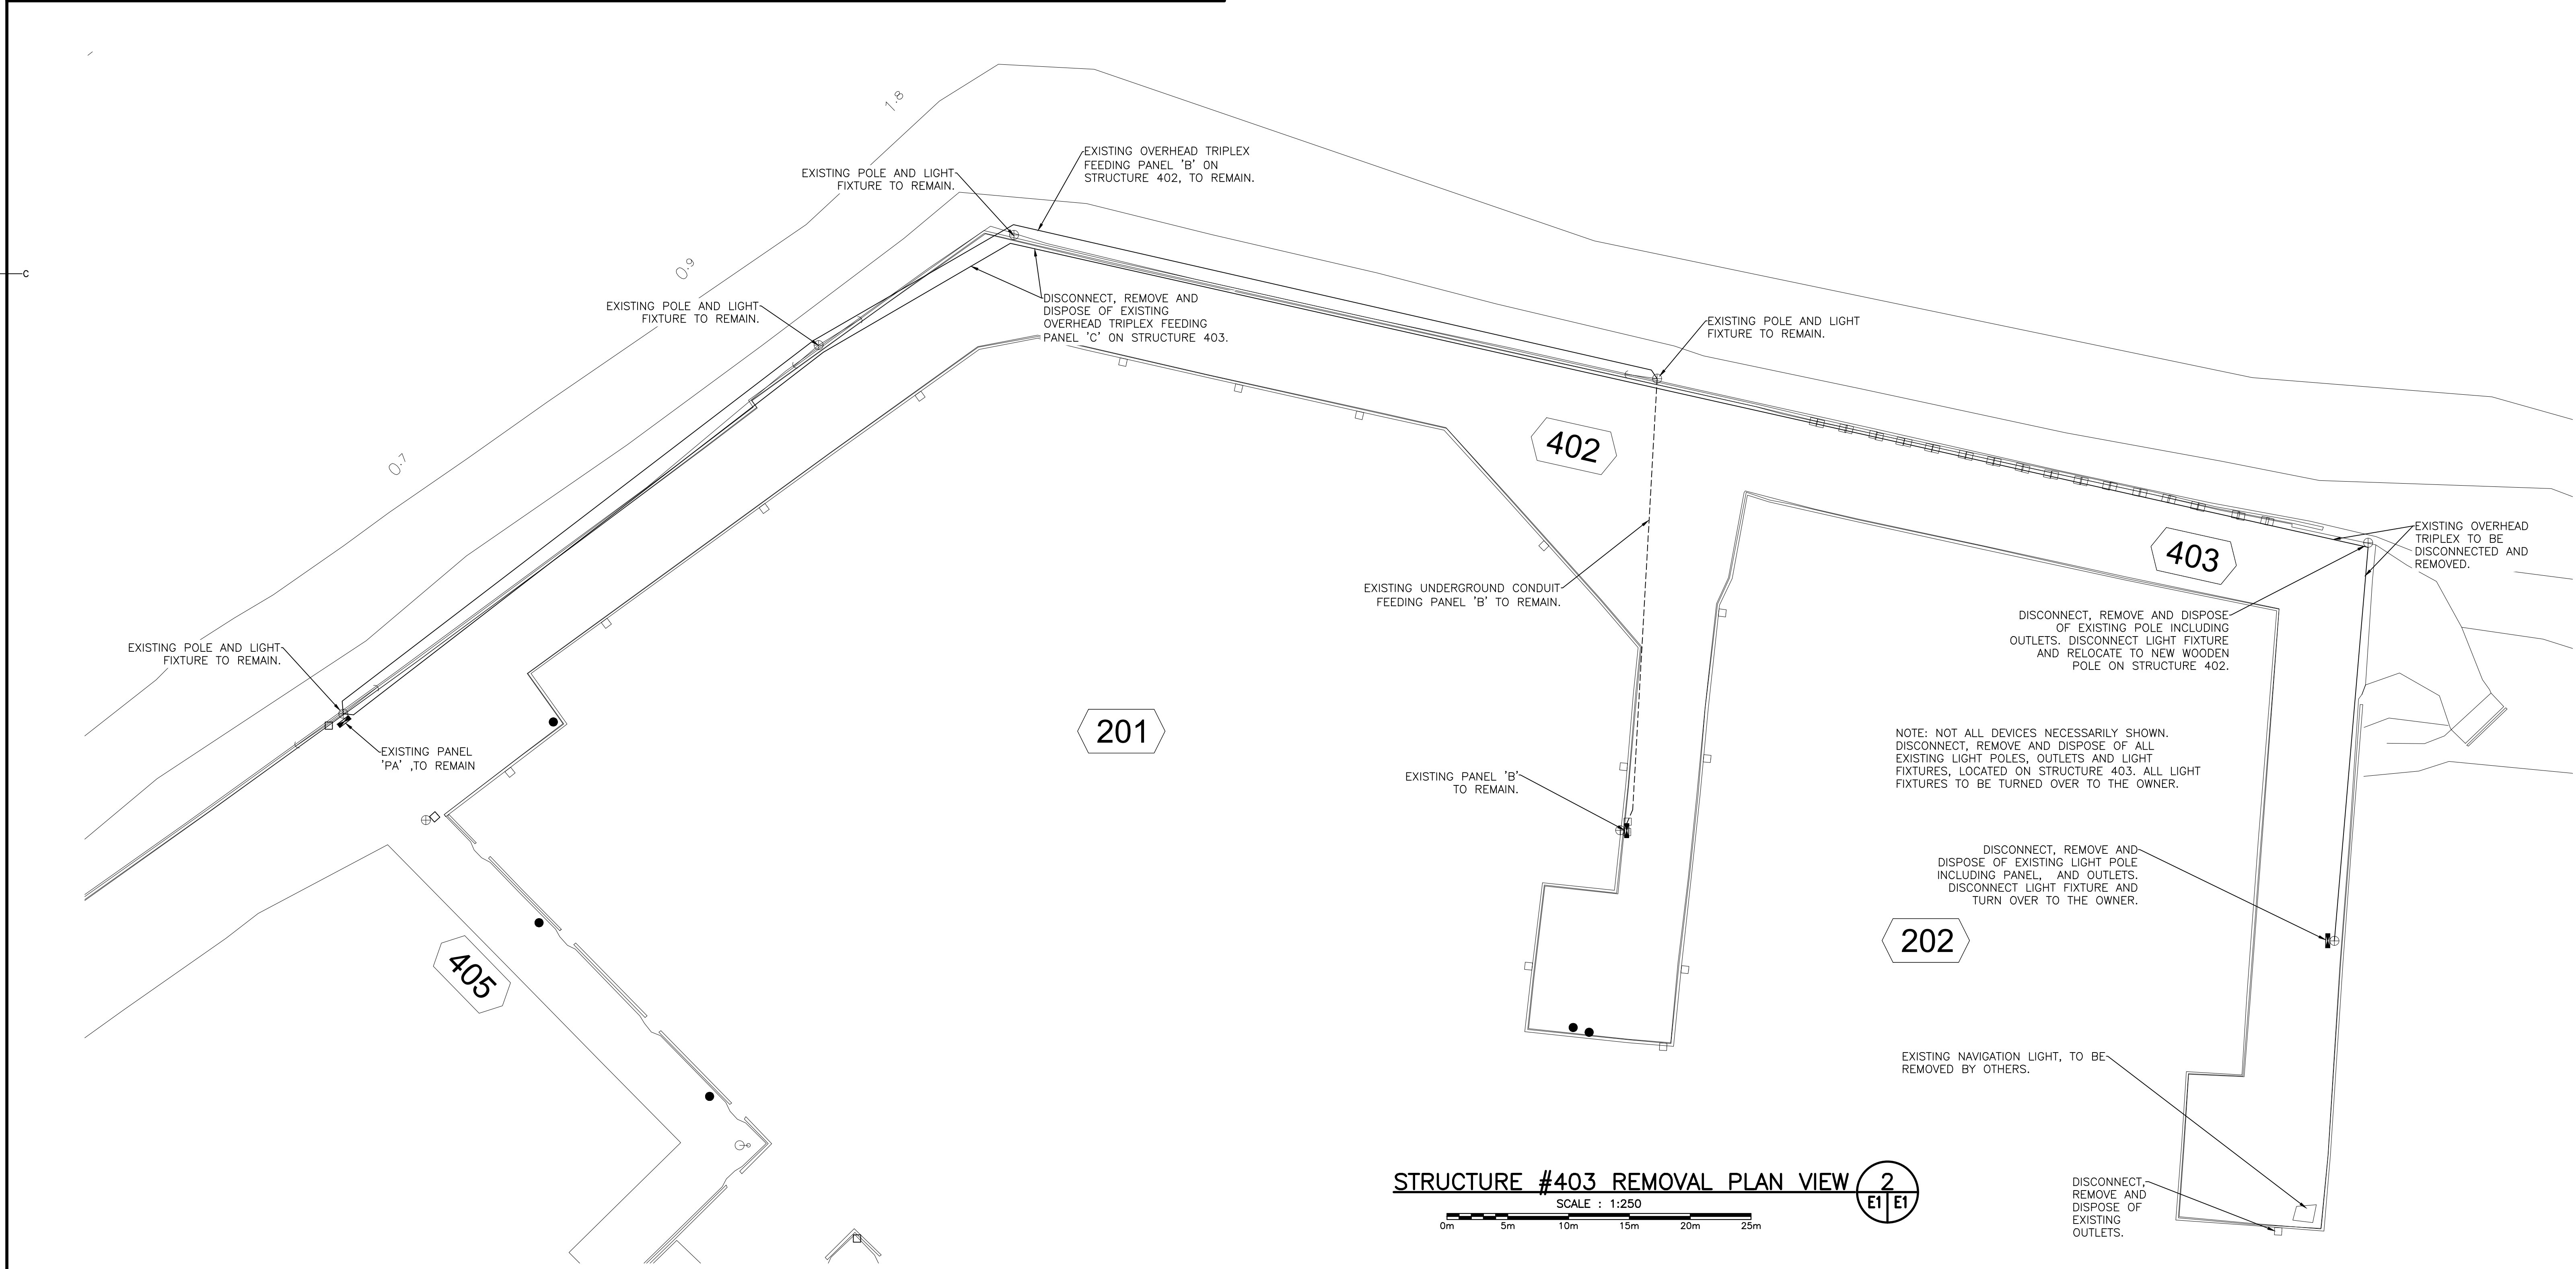 1.8
EXISTING OVERHEAD TRIPLEX
FEEDING PANEL 'B' ON
STRUCTURE 402, TO REMAIN.
EXISTING POLE AND LIGHT
FIXTURE TO REMAIN.
C
0.9
EXISTING POLE AND LIGHT
FIXTURE TO REMAIN.
DISCONNECT, REMOVE AND
DISPOSE OF EXISTING
OVERHEAD TRIPLEX FEEDING
PANEL 'C' ON STRUCTURE 403.
EXISTING POLE AND LIGHT
FIXTURE TO REMAIN.
402
0.7
EXISTING OVERHEAD
TRIPLEX TO BE
DISCONNECTED AND
REMOVED.
403
EXISTING UNDERGROUND CONDUIT
FEEDING PANEL 'B' TO REMAIN.
DISCONNECT, REMOVE AND DISPOSE
OF EXISTING POLE INCLUDING
OUTLETS. DISCONNECT LIGHT FIXTURE
AND RELOCATE TO NEW WOODEN
POLE ON STRUCTURE 402.
EXISTING POLE AND LIGHT
FIXTURE TO REMAIN.
201
EXISTING PANEL
'PA' ,TO REMAIN
NOTE: NOT ALL DEVICES NECESSARILY SHOWN.
DISCONNECT, REMOVE AND DISPOSE OF ALL
EXISTING LIGHT POLES, OUTLETS AND LIGHT
FIXTURES, LOCATED ON STRUCTURE 403. ALL LIGHT
FIXTURES TO BE TURNED OVER TO THE OWNER.
EXISTING PANEL 'B'
TO REMAIN.
DISCONNECT, REMOVE AND
DISPOSE OF EXISTING LIGHT POLE
INCLUDING PANEL, AND OUTLETS.
DISCONNECT LIGHT FIXTURE AND
TURN OVER TO THE OWNER.
202
405
EXISTING NAVIGATION LIGHT, TO BE
REMOVED BY OTHERS.
STRUCTURE #403 REMOVAL PLAN VIEW
2
E1 E1
SCALE : 1:250
0m 5m 10m 15m 20m 25m
DISCONNECT,
REMOVE AND
DISPOSE OF
EXISTING
OUTLETS.